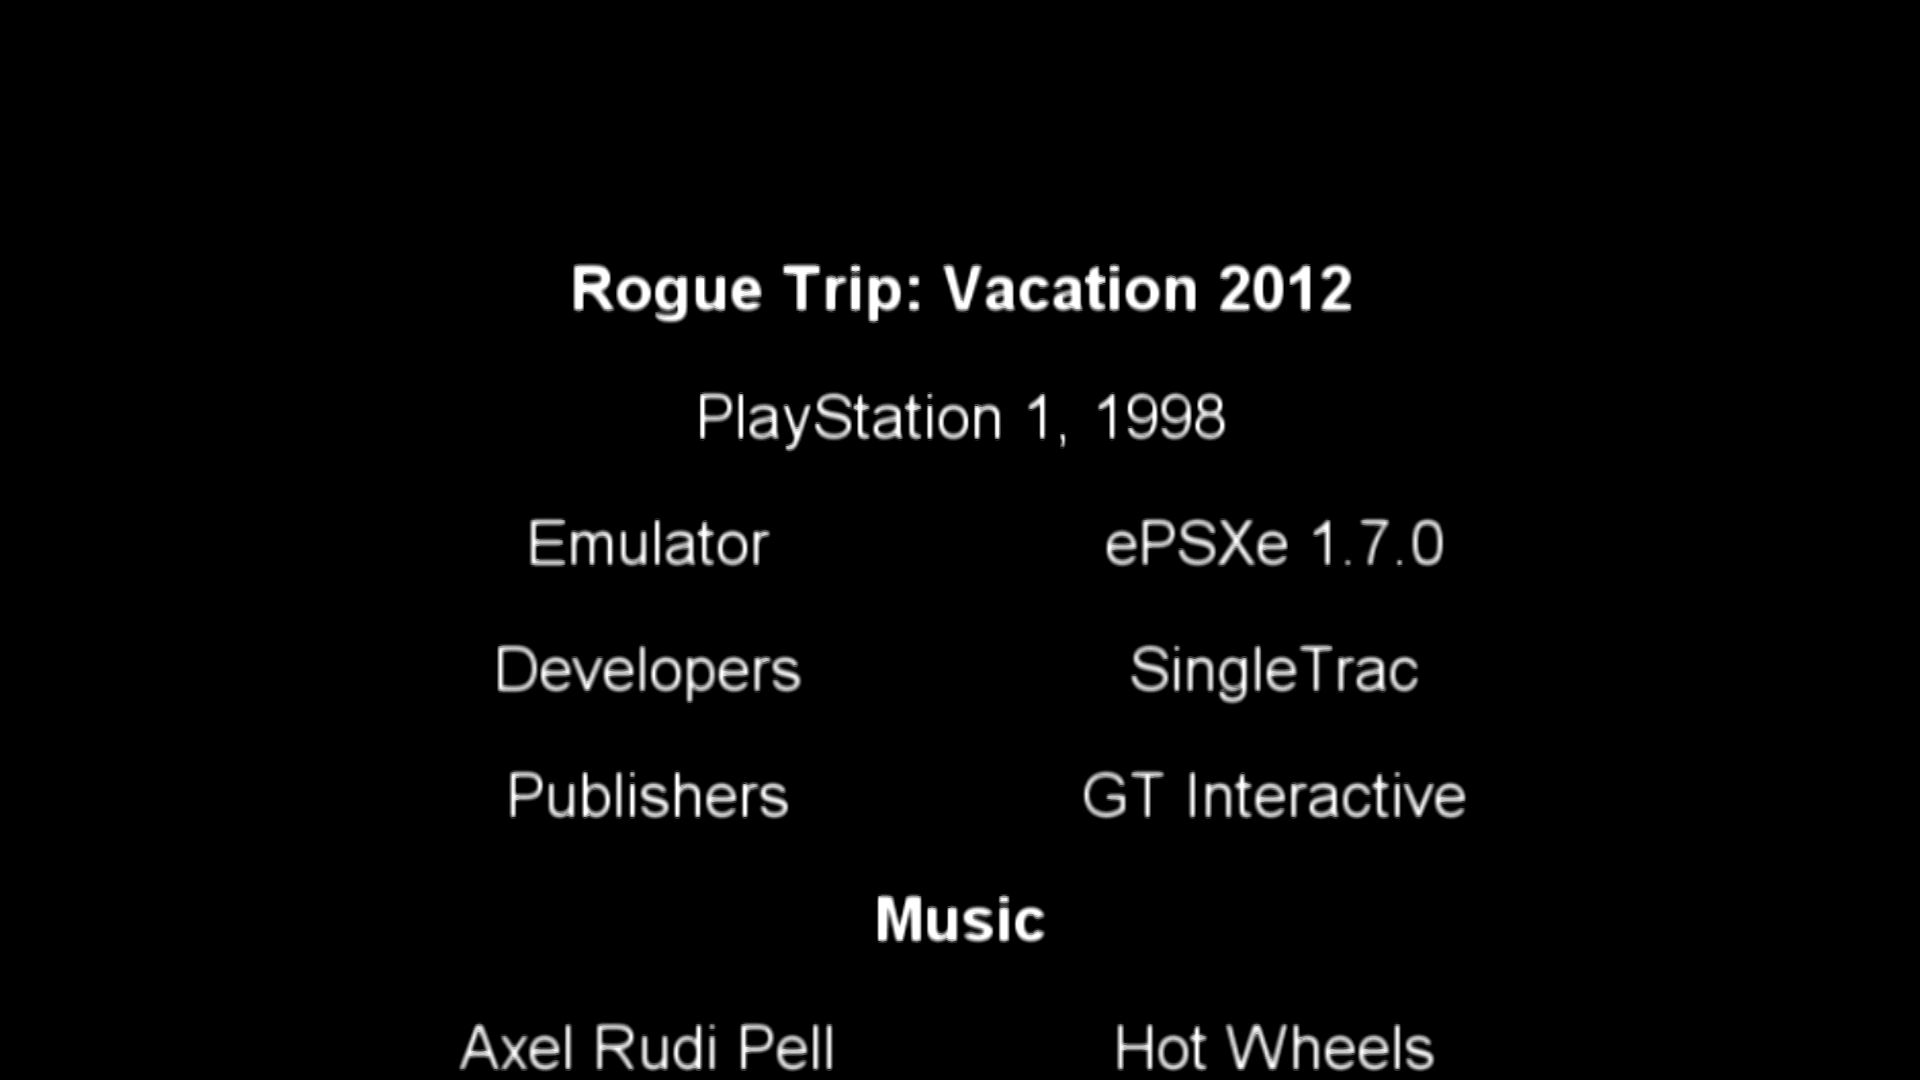 Rogue Trip: Vacation 2012
PlayStation 1, 1998
Emulator ePSXe 1.7.0
Developers SingleTrac
Publishers GT Interactive
Music
Axel Rudi Pell Hot Wheels